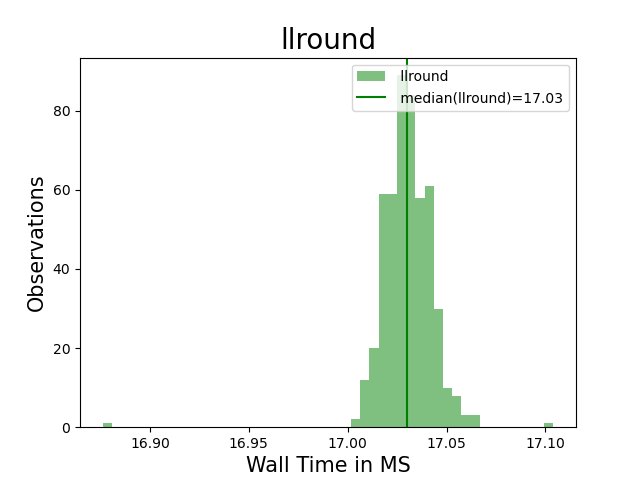 llround
llround
median(llround)=17.03
80
60
40
20
0
Observations
16.90
16.95
17.00
17.05
17.10
Wall Time in MS